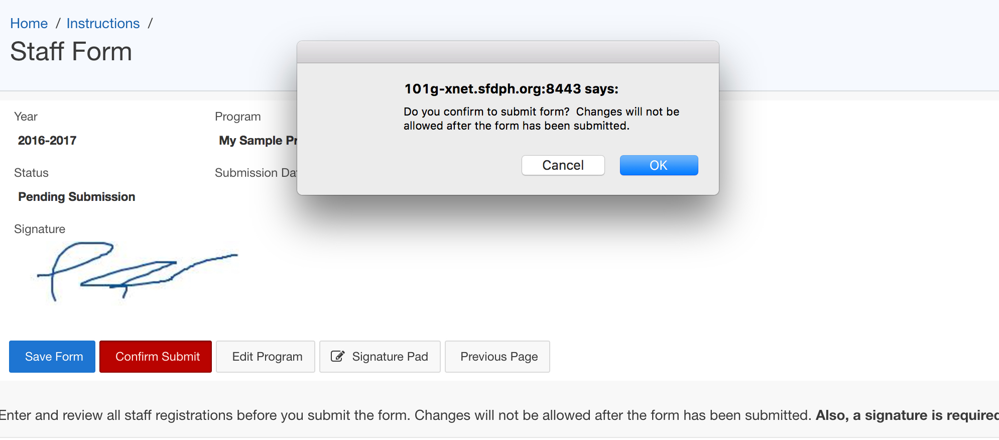 Home / Instructions /
Staff Form
101g-xnet.sfdph.org:8443 says:
Do you confirm to submit form?  Changes will not be
allowed after the form has been submitted.
Cancel OK
Year Program
2016-2017 My Sample
Status Submission
Pending Submission
Signature
Save Form Confirm Submit Edit Program Signature Pad Previous Page
Enter and review all staff registrations before you submit the form. Changes will not be allowed after the form has been submitted. Also, a signature is required